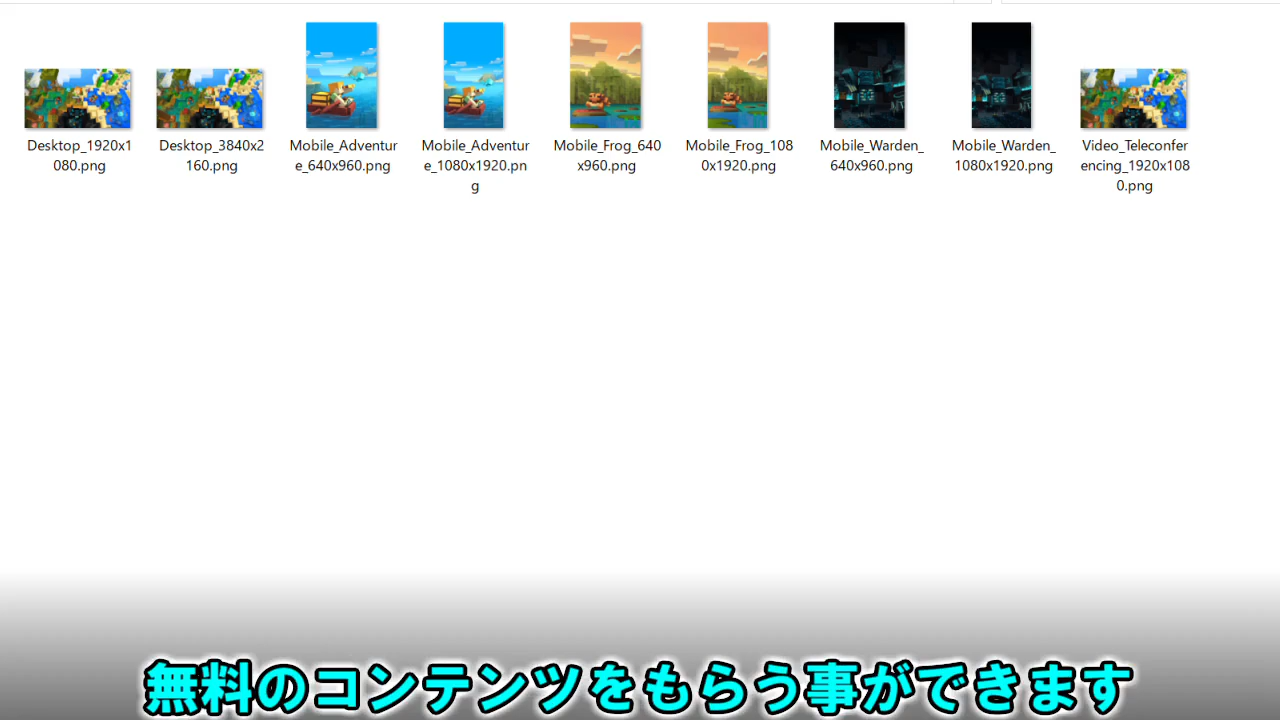 Desktop_1920x1
080.png
Desktop_3840x2
160.png
Mobile_Adventur
e_640x960.png
Mobile_Adventur
e_1080x1920.pn
g
Mobile_Frog_640
x960.png
Mobile_Frog_108
0x1920.png
Mobile_Warden_
640x960.png
Mobile_Warden_
1080x1920.png
Video_Teleconfer
encing_1920x108
0.png
無料のコンテンツをもらう事ができます